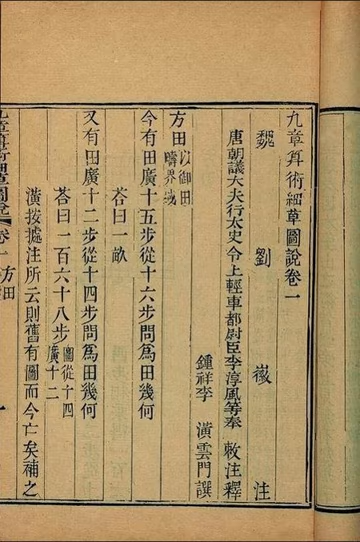 九章算術細草圖說卷一
魏劉徽注
唐朝議大夫行太史令上輕車都尉臣李淳風等奉敕注釋
鍾祥李潢雲門譔
方田以御田疇界域
今有田廣十五步從十六步問爲田幾何
荅曰一畝
又有田廣十二步從十四步問爲田幾何
荅曰一百六十八步圖從十四廣十二
潢按據注所云則舊有圖而今亡矣補之
九章算術細草圖說 卷一 方田 一